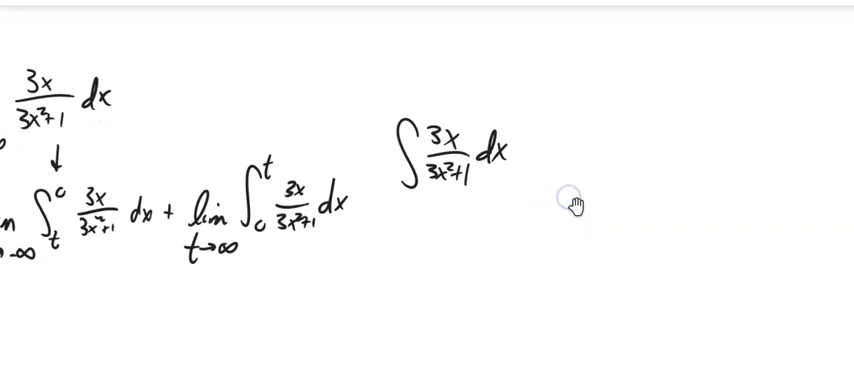 3x/(3x²+1) dx
↓
∫_t^0 3x/(3x²+1) dx + lim t→∞ ∫_0^t 3x/(3x²+1) dx
→-∞
∫ 3x/(3x²+1) dx